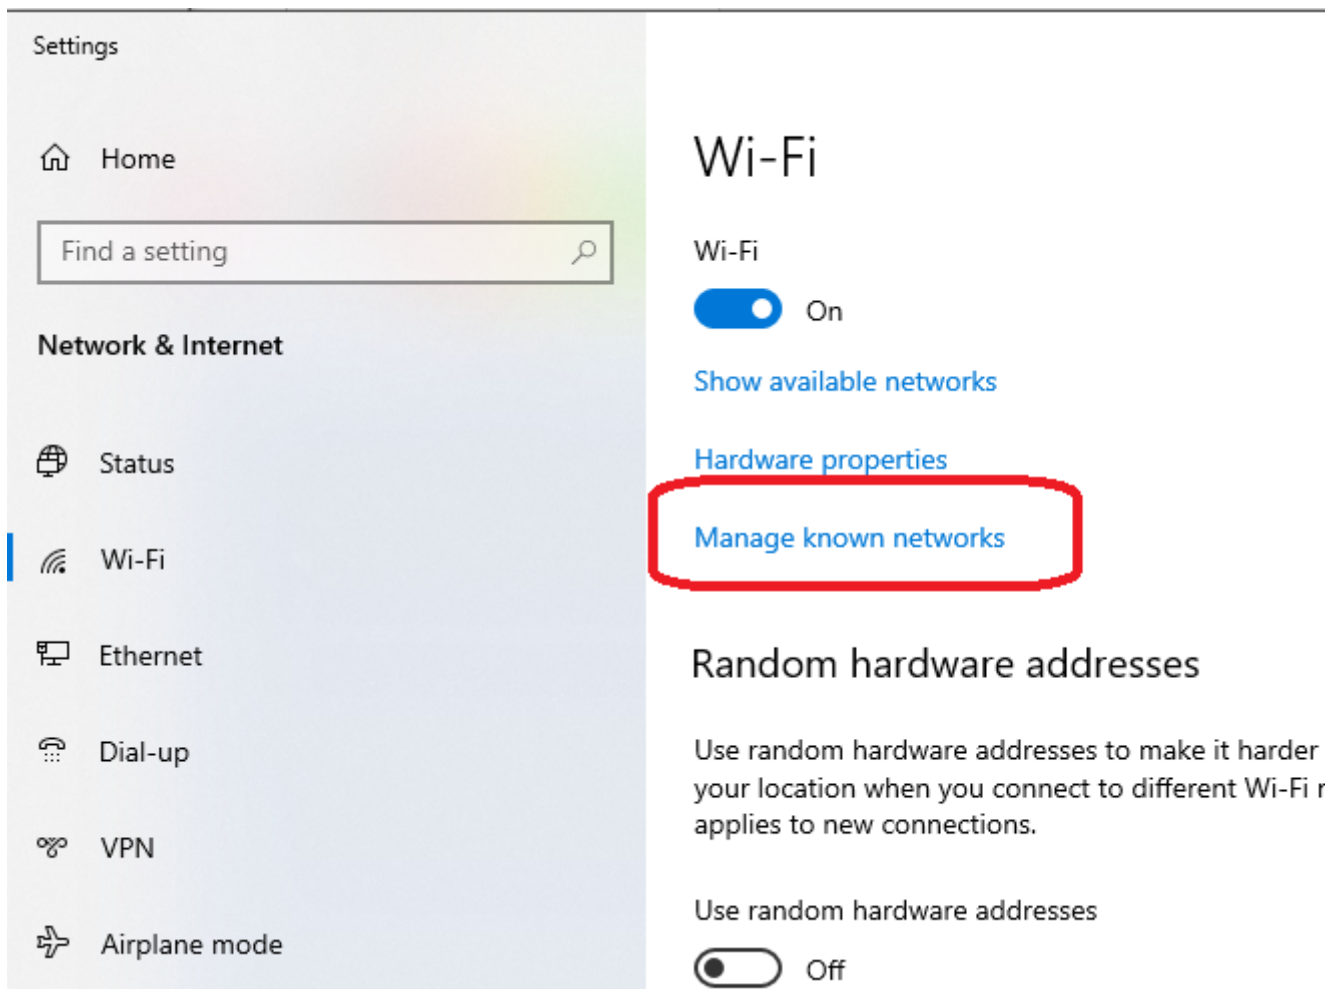 Settings
Home
Find a setting
Network & Internet
Status
Wi-Fi
Ethernet
Dial-up
VPN
Airplane mode
Wi-Fi
Wi-Fi
On
Show available networks
Hardware properties
Manage known networks
Random hardware addresses
Use random hardware addresses to make it harder
your location when you connect to different Wi-Fi
applies to new connections.
Use random hardware addresses
Off